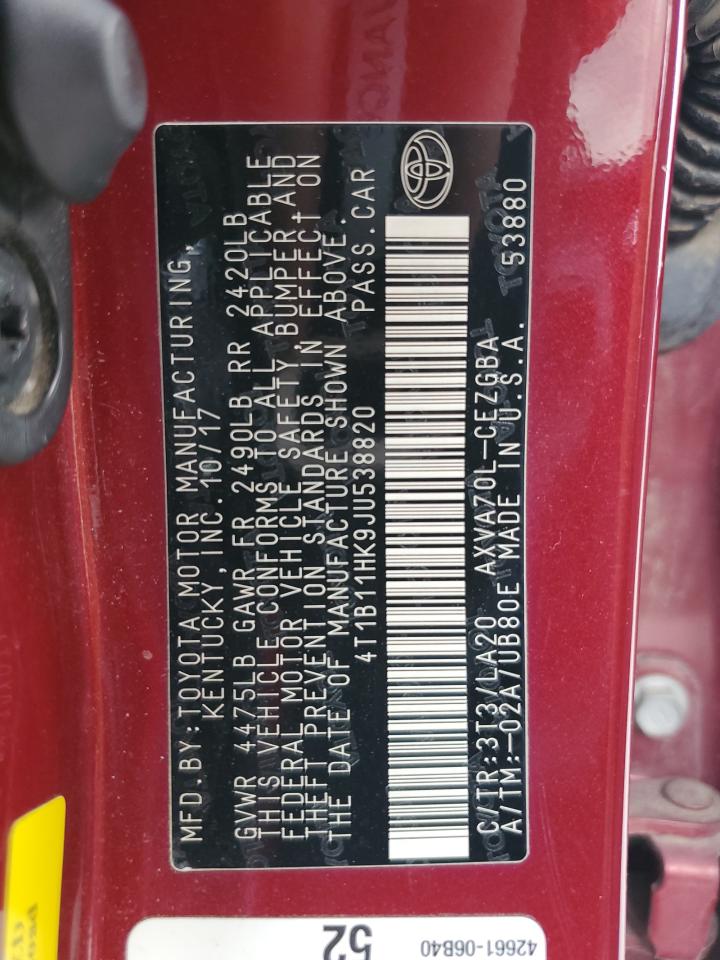 MFD.BY:TOYOTA MOTOR MANUFACTURING,
KENTUCKY,INC.10/17
GVWR 4475LB GAWR FR 2490LB RR 2420LB
THIS VEHICLE CONFORMS TO ALL APPLICABLE
FEDERAL MOTOR VEHICLE SAFETY,BUMPER AND
THEFT PREVENTION STANDARDS IN EFFECT ON
THE DATE OF MANUFACTURE SHOWN ABOVE.
4T1B11HK9JU538820 PASS.CAR
C/TR:3T3/LA20 AXVA70L-CEZGBA
A/TM:-02A/UB80E MADE IN U.S.A. 53880
52
42661-06B40